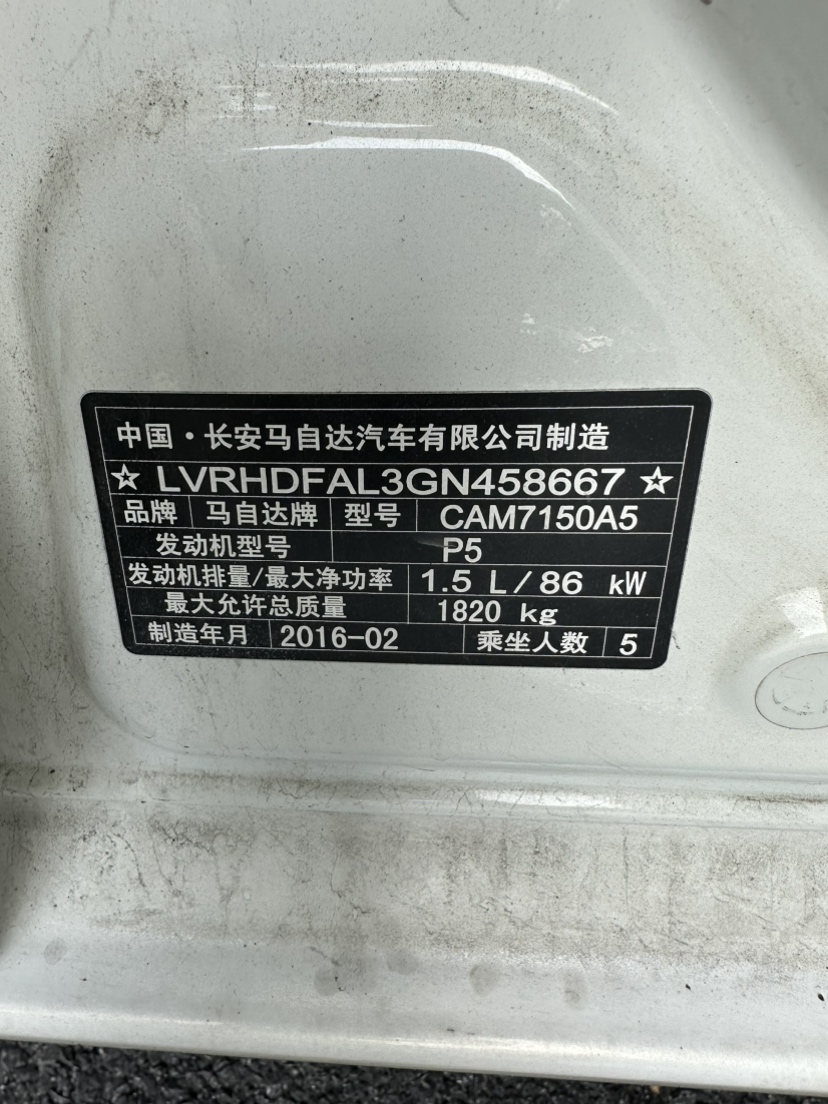 中国·长安马自达汽车有限公司制造
☆ LVRHDFAL3GN458667 ☆
品牌 马自达牌 型号 CAM7150A5
发动机型号 P5
发动机排量/最大净功率 1.5 L/86 kW
最大允许总质量 1820 kg
制造年月 2016-02 乘坐人数 5